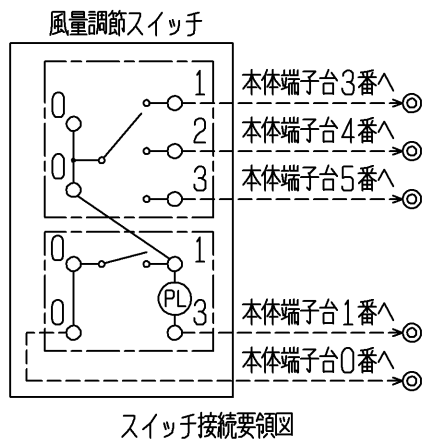 風量調節スイッチ
1 本体端子台3番へ
0
2 本体端子台4番へ
0
3 本体端子台5番へ
0 1
PL
0 3 本体端子台1番へ
本体端子台0番へ
スイッチ接続要領図